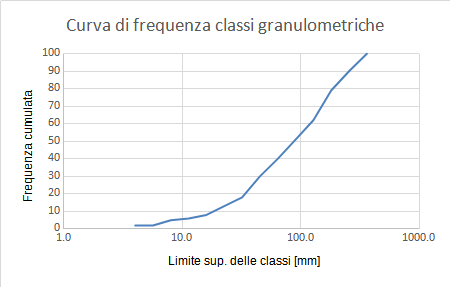 Curva di frequenza classi granulometriche
100
90
80
70
60
50
40
30
20
10
0
1.0 10.0 100.0 1000.0
Frequenza cumulata
Limite sup. delle classi [mm]